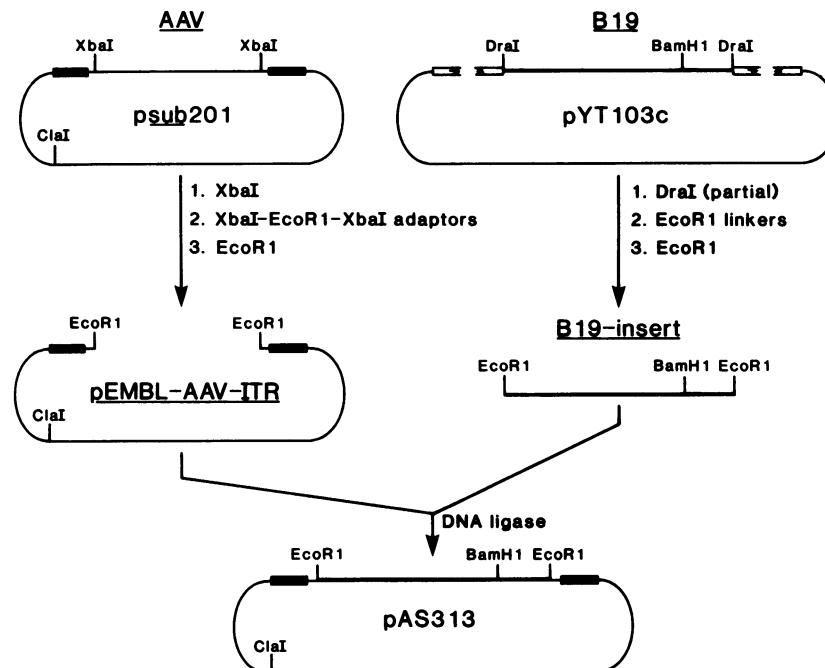 AAV
XbaI XbaI
psub201
ClaI
1. XbaI
2. XbaI-EcoR1-XbaI adaptors
3. EcoR1
EcoR1 EcoR1
pEMBL-AAV-ITR
ClaI
B19
DraI BamH1 DraI
pYT103c
1. DraI (partial)
2. EcoR1 linkers
3. EcoR1
B19-insert
EcoR1 BamH1 EcoR1
DNA ligase
EcoR1 BamH1 EcoR1
pAS313
ClaI